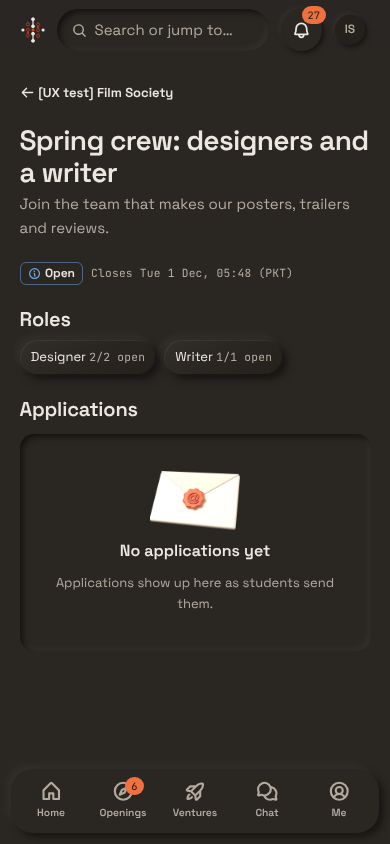 Search or jump to...
27
IS
← [UX test] Film Society
Spring crew: designers and
a writer
Join the team that makes our posters, trailers
and reviews.
Open Closes Tue 1 Dec, 05:48 (PKT)
Roles
Designer 2/2 open Writer 1/1 open
Applications
@
No applications yet
Applications show up here as students send
them.
6
Home Openings Ventures Chat Me